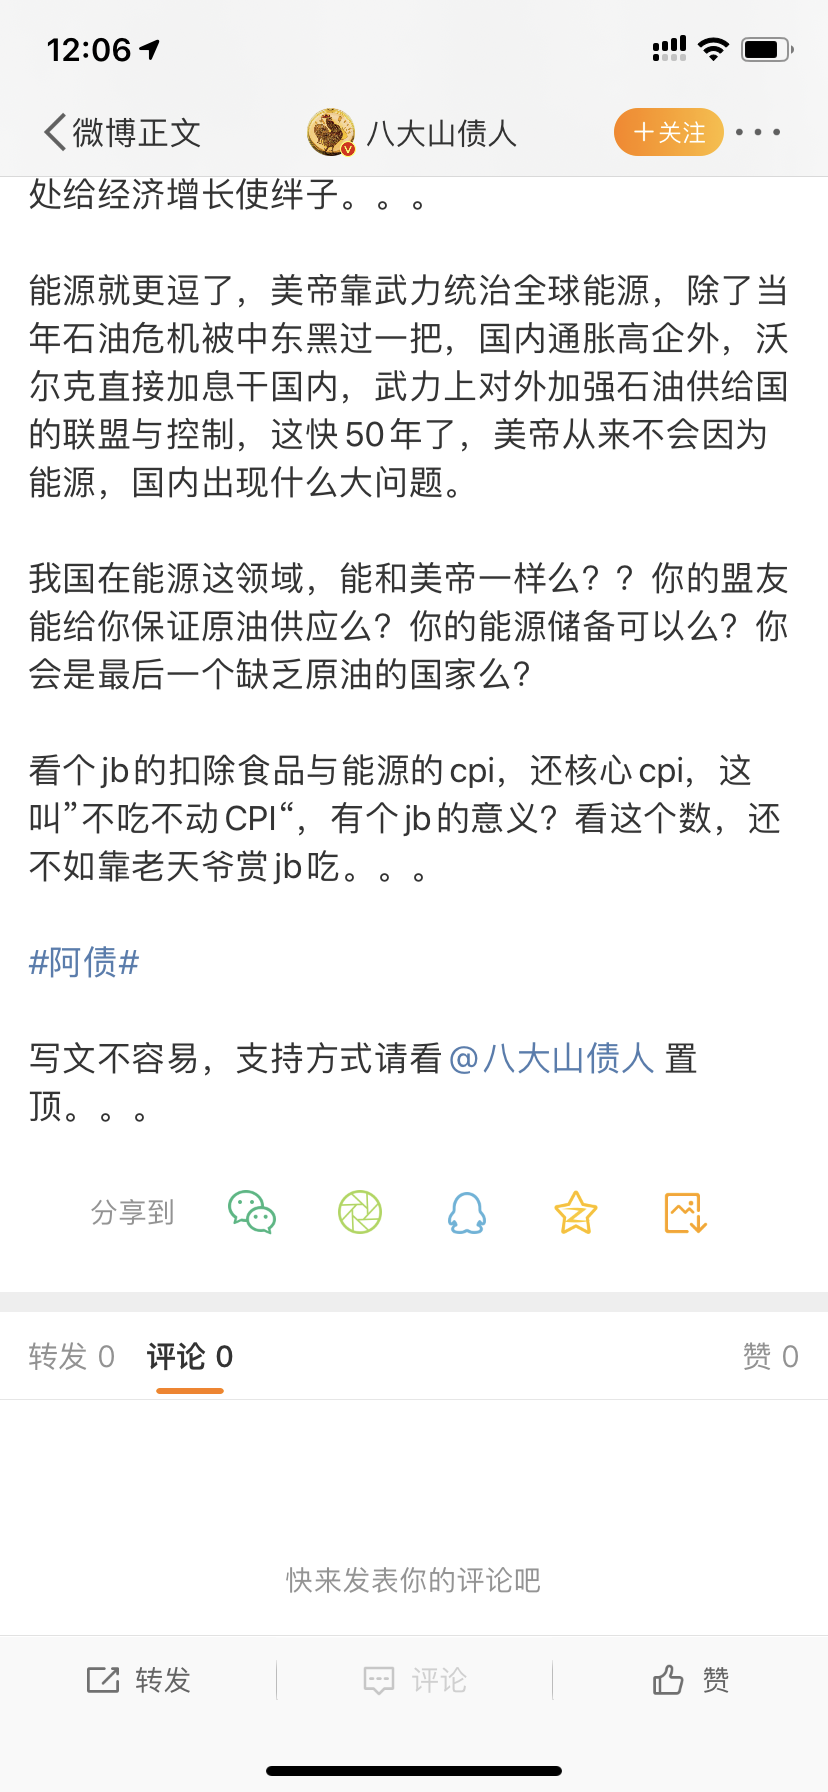 12:06
微博正文
八大山债人
+关注
处给经济增长使绊子。。。
能源就更逗了，美帝靠武力统治全球能源，除了当
年石油危机被中东黑过一把，国内通胀高企外，沃
尔克直接加息干国内，武力上对外加强石油供给国
的联盟与控制，这快50年了，美帝从来不会因为
能源，国内出现什么大问题。
我国在能源这领域，能和美帝一样么？？你的盟友
能给你保证原油供应么？你的能源储备可以么？你
会是最后一个缺乏原油的国家么？
看个jb的扣除食品与能源的cpi，还核心cpi，这
叫”不吃不动CPI“，有个jb的意义？看这个数，还
不如靠老天爷赏jb吃。。。
#阿债#
写文不容易，支持方式请看@八大山债人 置
顶。。。
分享到
转发 0 评论 0 赞 0
快来发表你的评论吧
转发 评论 赞